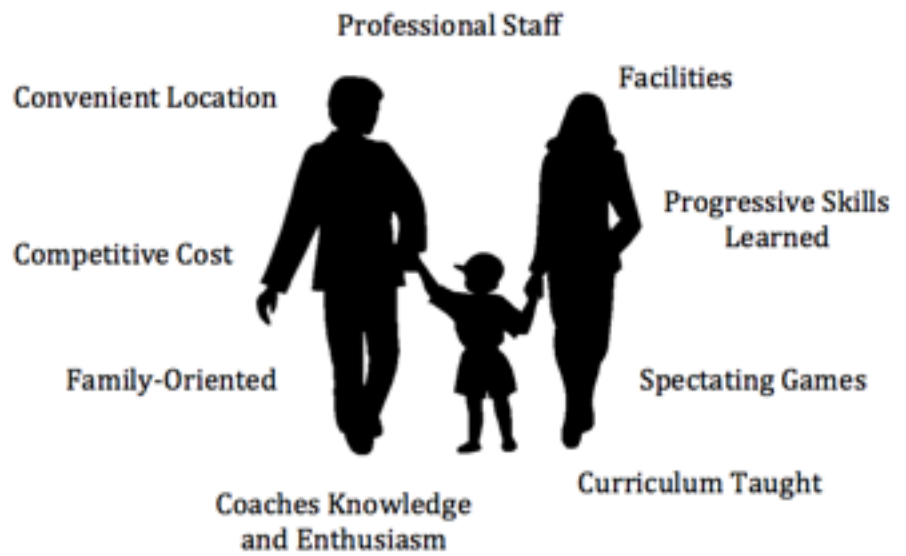 Professional Staff
Facilities
Convenient Location
Progressive Skills
Learned
Competitive Cost
Family-Oriented
Spectating Games
Curriculum Taught
Coaches Knowledge
and Enthusiasm